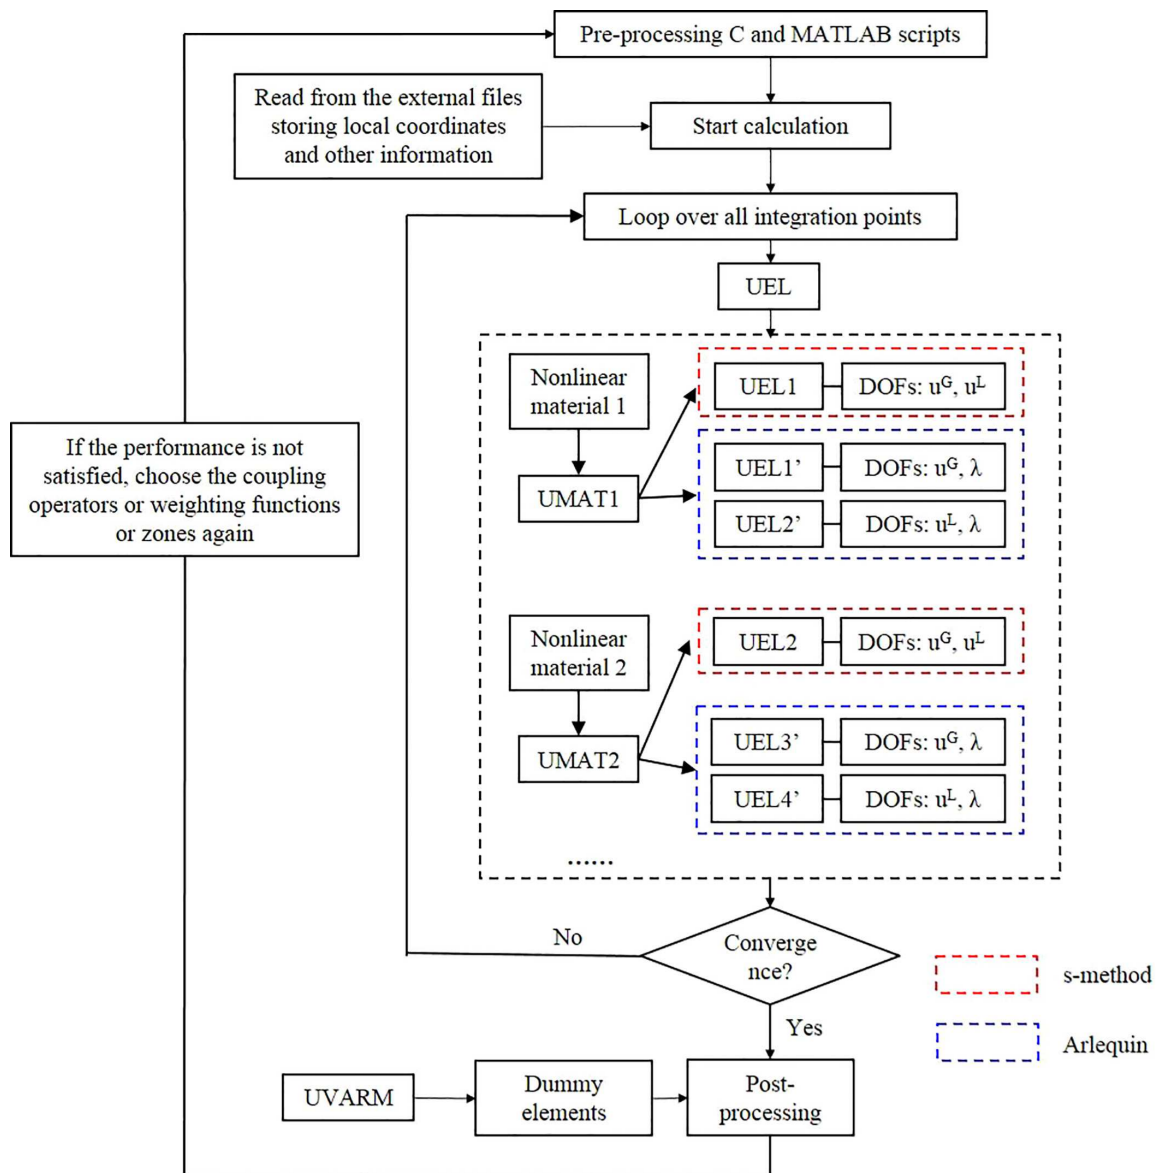 Pre-processing C and MATLAB scripts
Read from the external files
storing local coordinates
and other information
Start calculation
Loop over all integration points
UEL
Nonlinear
material 1
UMAT1
UEL1
DOFs: uᴳ, uᴸ
UEL1’
DOFs: uᴳ, λ
UEL2’
DOFs: uᴸ, λ
If the performance is not
satisfied, choose the coupling
operators or weighting functions
or zones again
Nonlinear
material 2
UMAT2
UEL2
DOFs: uᴳ, uᴸ
UEL3’
DOFs: uᴳ, λ
UEL4’
DOFs: uᴸ, λ
......
No
Converge
nce?
Yes
s-method
Arlequin
UVARM
Dummy
elements
Post-
processing